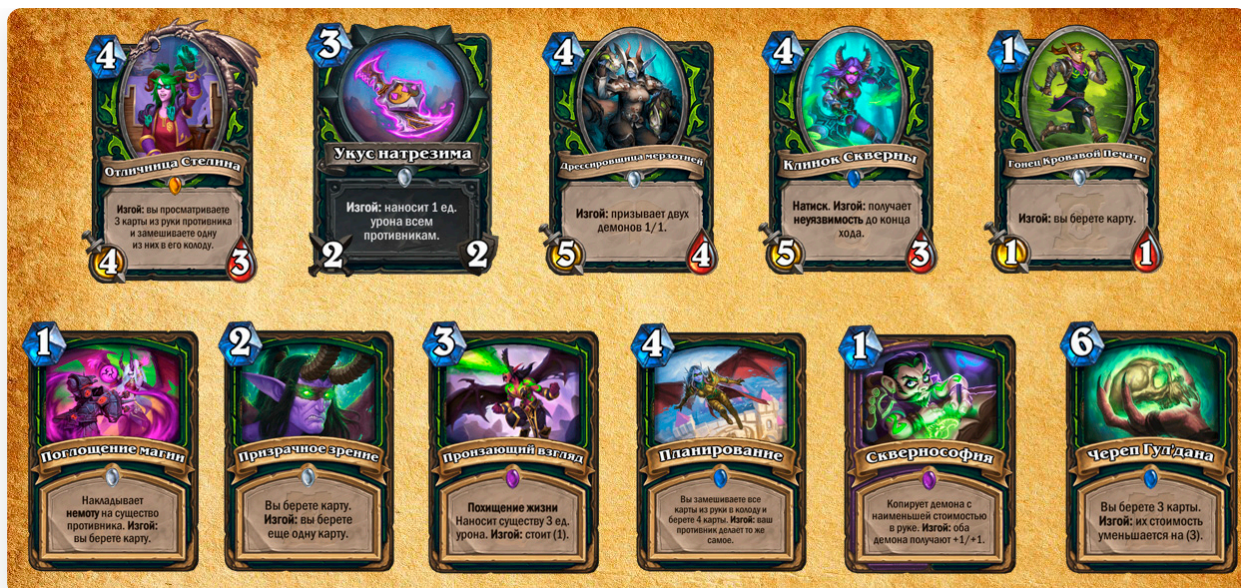 4
Отличница Стелина
Изгой: вы просматриваете
3 карты из руки противника
и замешиваете одну
из них в его колоду.
4
3
3
Укус натрезима
Изгой: наносит 1 ед.
урона всем
противникам.
2
2
4
Дрессировщица мерзотней
Изгой: призывает двух
демонов 1/1.
5
4
4
Клинок Скверны
Натиск. Изгой: получает
неуязвимость до конца
хода.
5
3
1
Гонец Кровавой Печати
Изгой: вы берете карту.
1
1
1
Поглощение магии
Накладывает
немоту на существо
противника. Изгой:
вы берете карту.
2
Призрачное зрение
Вы берете карту.
Изгой: вы берете
еще одну карту.
3
Пронзающий взгляд
Похищение жизни
Наносит существу 3 ед.
урона. Изгой: стоит (1).
4
Планирование
Вы замешиваете все
карты из руки в колоду и
берете 4 карты. Изгой: ваш
противник делает то же
самое.
1
Сквернософия
Копирует демона с
наименьшей стоимостью
в руке. Изгой: оба
демона получают +1/+1.
6
Череп Гул'дана
Вы берете 3 карты.
Изгой: их стоимость
уменьшается на (3).